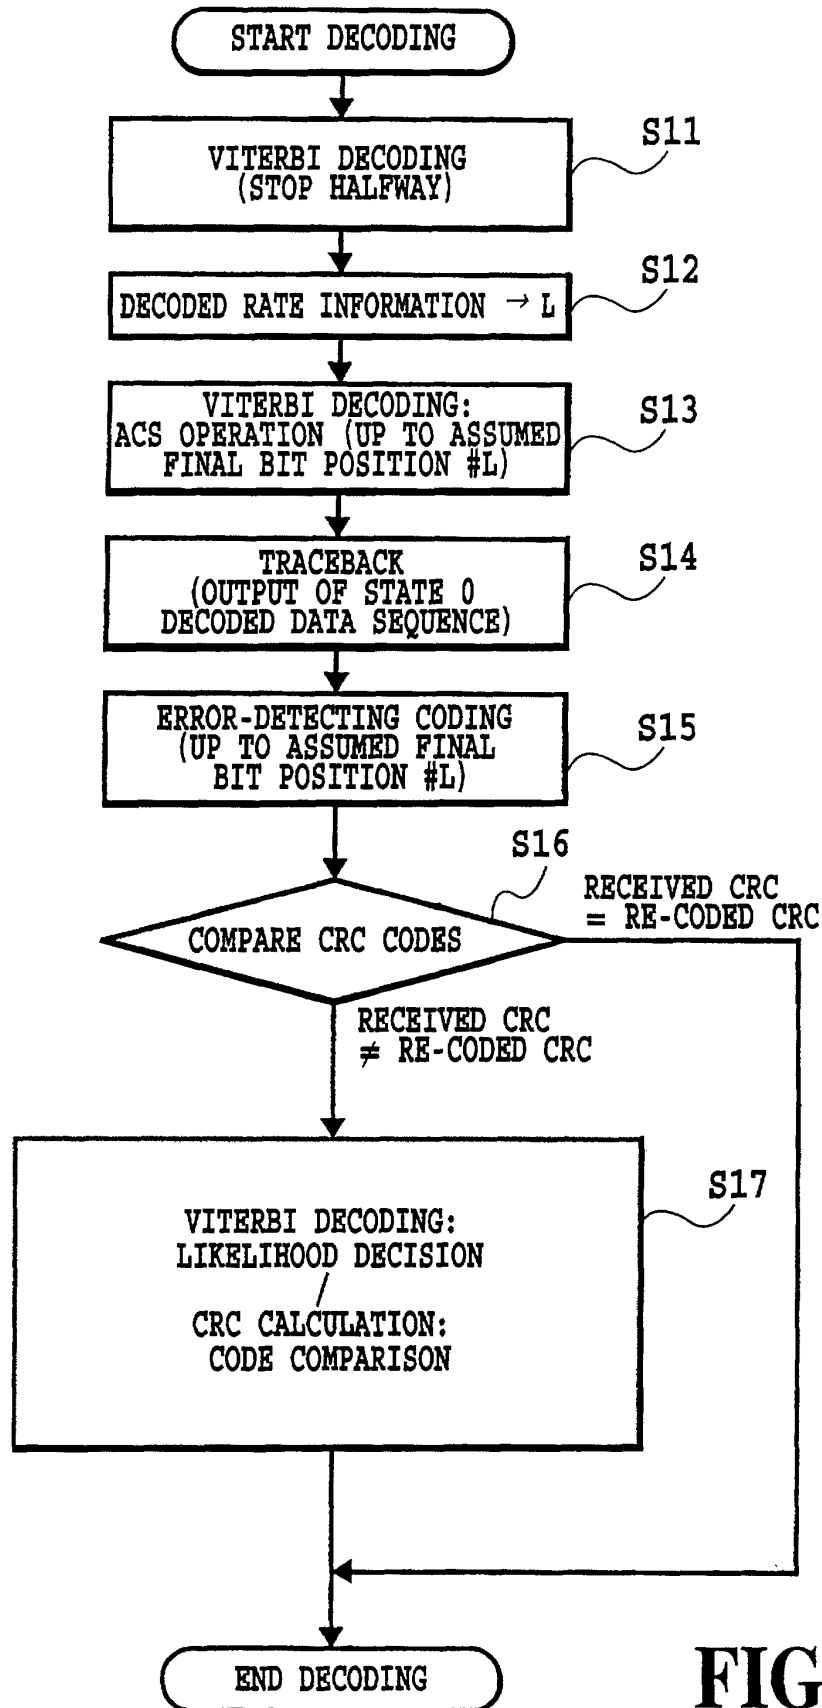 START DECODING
S11
VITERBI DECODING
(STOP HALFWAY)
S12
DECODED RATE INFORMATION → L
S13
VITERBI DECODING:
ACS OPERATION (UP TO ASSUMED
FINAL BIT POSITION #L)
S14
TRACEBACK
(OUTPUT OF STATE 0
DECODED DATA SEQUENCE)
S15
ERROR-DETECTING CODING
(UP TO ASSUMED FINAL
BIT POSITION #L)
S16
RECEIVED CRC
= RE-CODED CRC
COMPARE CRC CODES
RECEIVED CRC
≠ RE-CODED CRC
S17
VITERBI DECODING:
LIKELIHOOD DECISION
/
CRC CALCULATION:
CODE COMPARISON
END DECODING
FIG